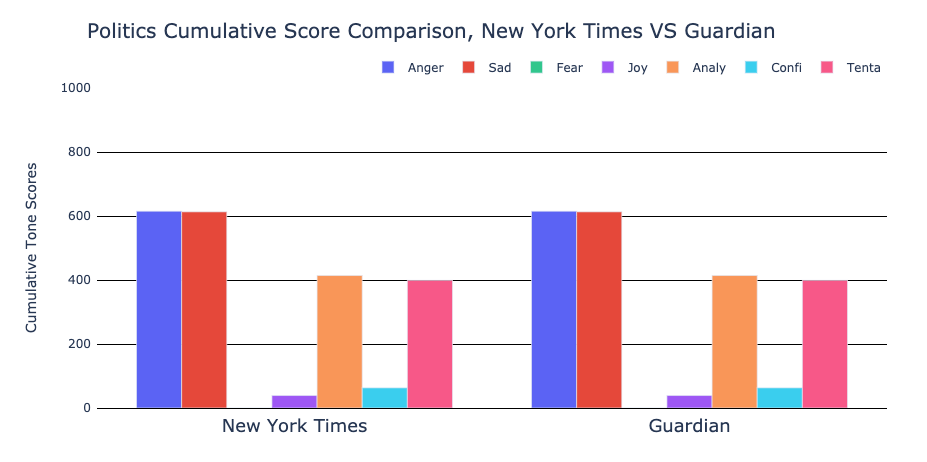 Politics Cumulative Score Comparison, New York Times VS Guardian
Anger Sad Fear Joy Analy Confi Tenta
1000
800
600
400
200
0
Cumulative Tone Scores
New York Times Guardian